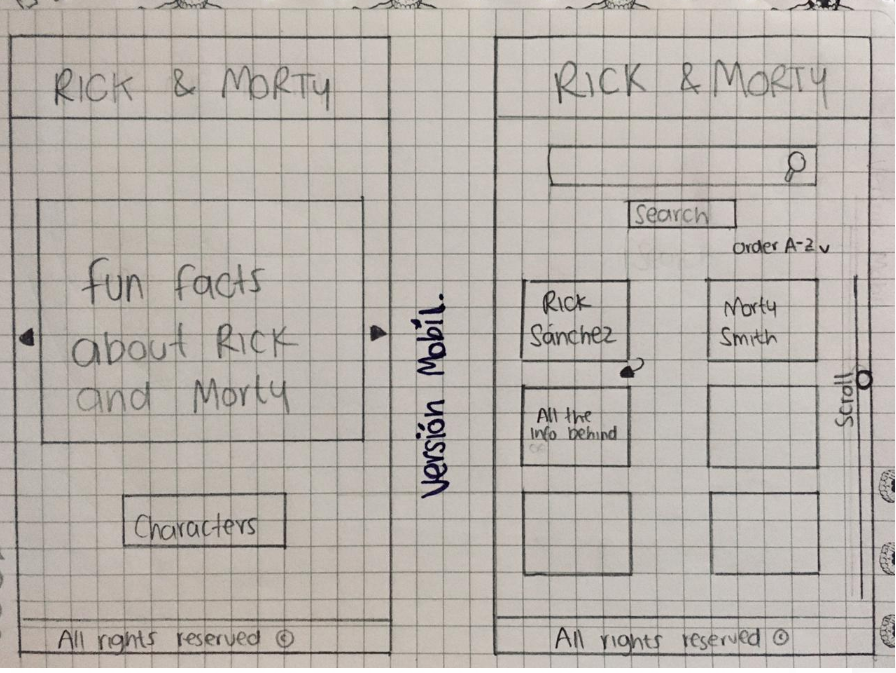 RICK & MORTY
fun facts
about RICK
and Morty
Characters
All rights reserved ©
Versión Mobil.
RICK & MORTY
Search
order A-Z v
Rick
Sánchez
Morty
Smith
All the
info behind
Scroll
All rights reserved ©